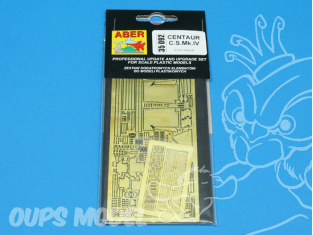 ABER
35 092
CENTAUR
C.S.Mk.IV
PROFESSIONAL UPDATE AND UPGRADE SET
FOR SCALE PLASTIC MODELS
ZESTAW DODATKOWYCH ELEMENTÓW
DO MODELI PLASTIKOWYCH
OUPS MODEL